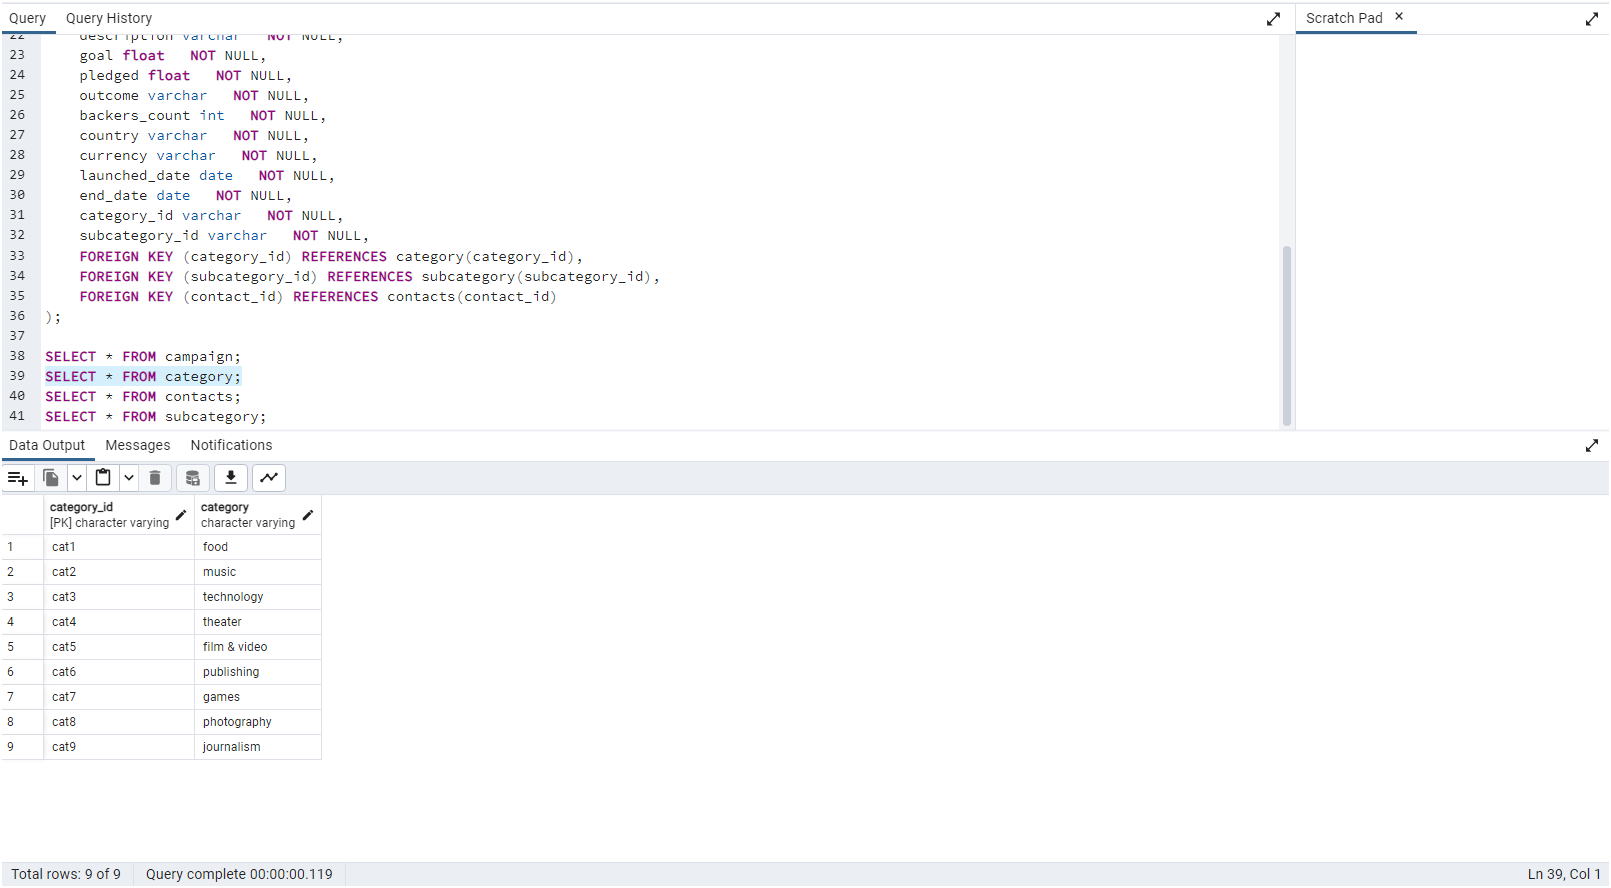 Query Query History Scratch Pad ×
22 description varchar NOT NULL,
23 goal float NOT NULL,
24 pledged float NOT NULL,
25 outcome varchar NOT NULL,
26 backers_count int NOT NULL,
27 country varchar NOT NULL,
28 currency varchar NOT NULL,
29 launched_date date NOT NULL,
30 end_date date NOT NULL,
31 category_id varchar NOT NULL,
32 subcategory_id varchar NOT NULL,
33 FOREIGN KEY (category_id) REFERENCES category(category_id),
34 FOREIGN KEY (subcategory_id) REFERENCES subcategory(subcategory_id),
35 FOREIGN KEY (contact_id) REFERENCES contacts(contact_id)
36 );
37
38 SELECT * FROM campaign;
39 SELECT * FROM category;
40 SELECT * FROM contacts;
41 SELECT * FROM subcategory;
Data Output Messages Notifications
category_id category
[PK] character varying character varying
1 cat1 food
2 cat2 music
3 cat3 technology
4 cat4 theater
5 cat5 film & video
6 cat6 publishing
7 cat7 games
8 cat8 photography
9 cat9 journalism
Total rows: 9 of 9 Query complete 00:00:00.119 Ln 39, Col 1